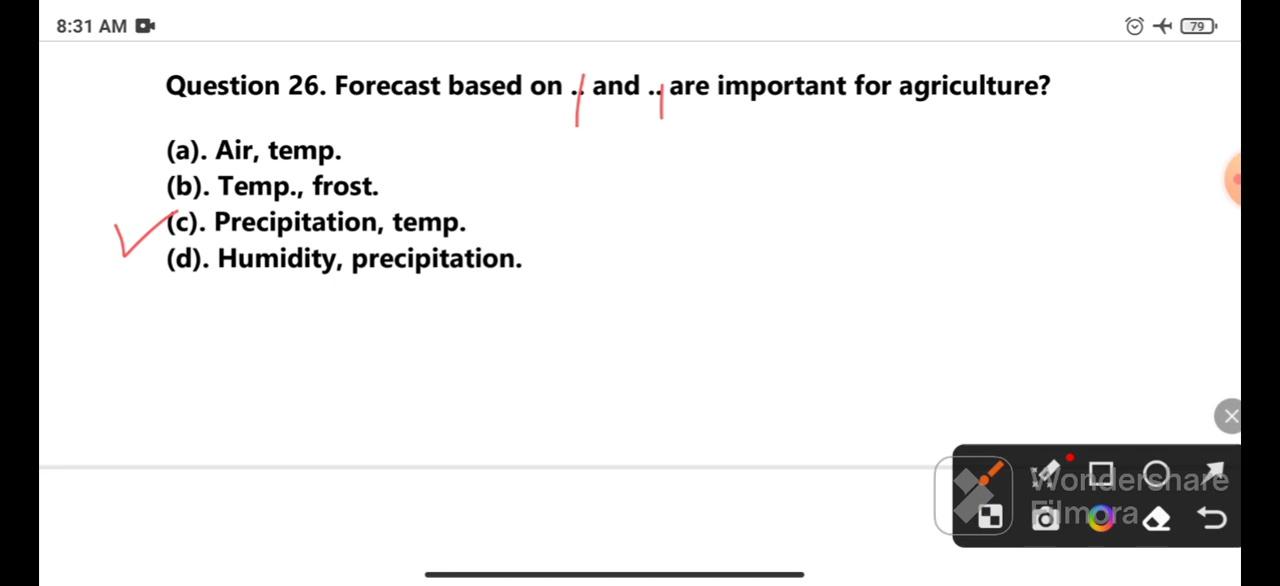 8:31 AM
79
Question 26. Forecast based on .. and .. are important for agriculture?
(a). Air, temp.
(b). Temp., frost.
(c). Precipitation, temp.
(d). Humidity, precipitation.
Wondershare
Filmora